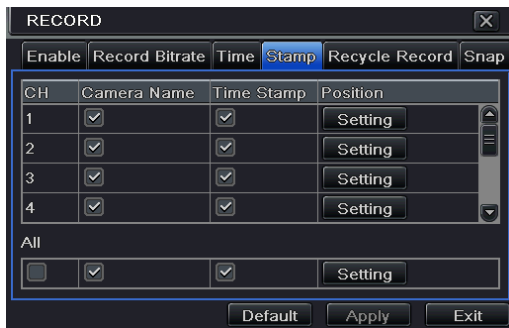 RECORD
Enable Record Bitrate Time Stamp Recycle Record Snap
CH Camera Name Time Stamp Position
1 Setting
2 Setting
3 Setting
4 Setting
All
Setting
Default Apply Exit